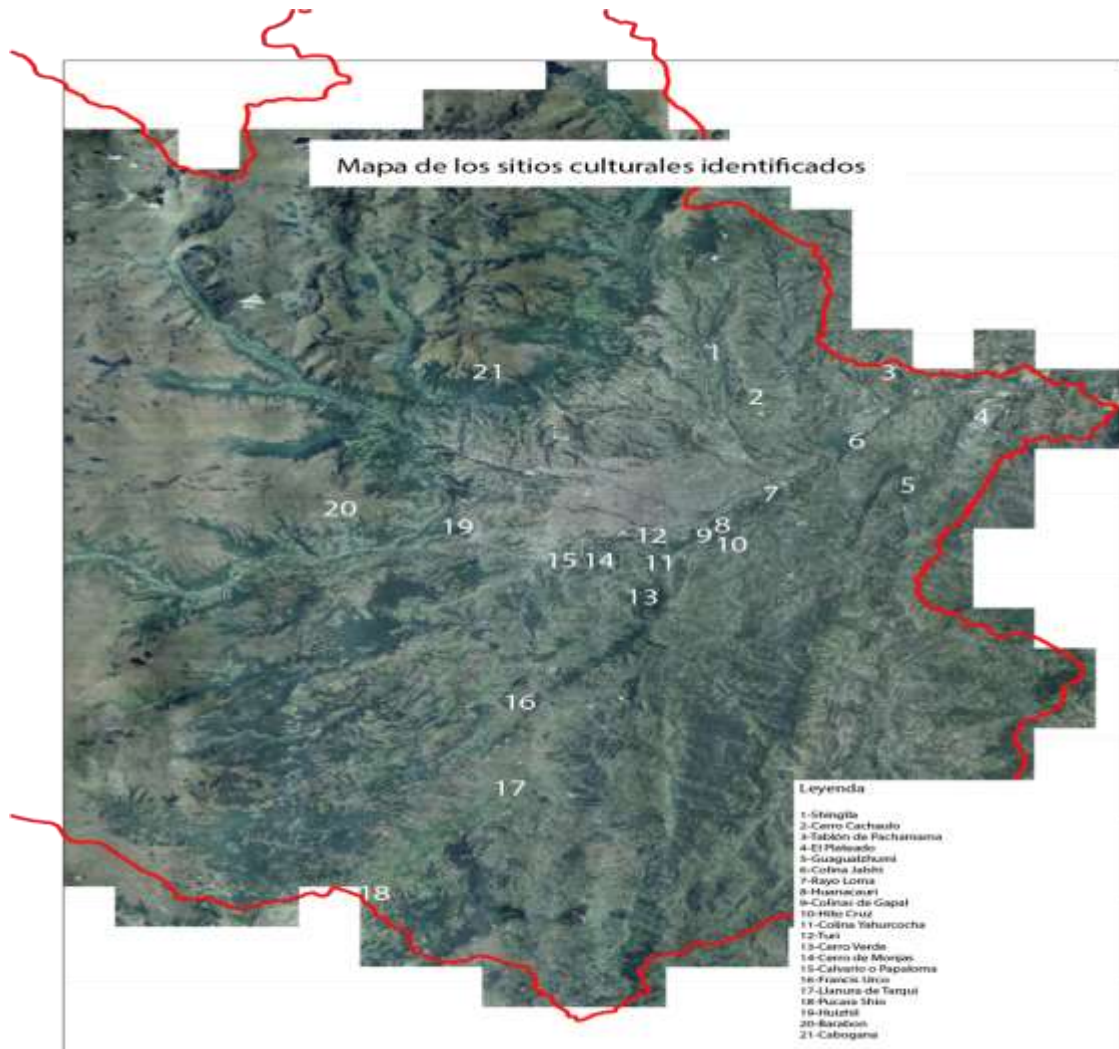 Mapa de los sitios culturales identificados
1
2
3
4
5
6
7
8
9
10
11
12
13
14
15
16
17
18
19
20
21
Leyenda
1-Shinglla
2-Cerro Cachaulo
3-Tablón de Pachamama
4-El Plateado
5-Guagualzhumi
6-Colina Jalshi
7-Rayo Loma
8-Huanacauri
9-Colinas de Gapal
10-Hito Cruz
11-Colina Yahurcocha
12-Turi
13-Cerro Verde
14-Cerro de Monjas
15-Calvario o Papaloma
16-Francis Urco
17-Llanura de Tarqui
18-Pucara Shio
19-Huizhil
20-Barabon
21-Cabogana